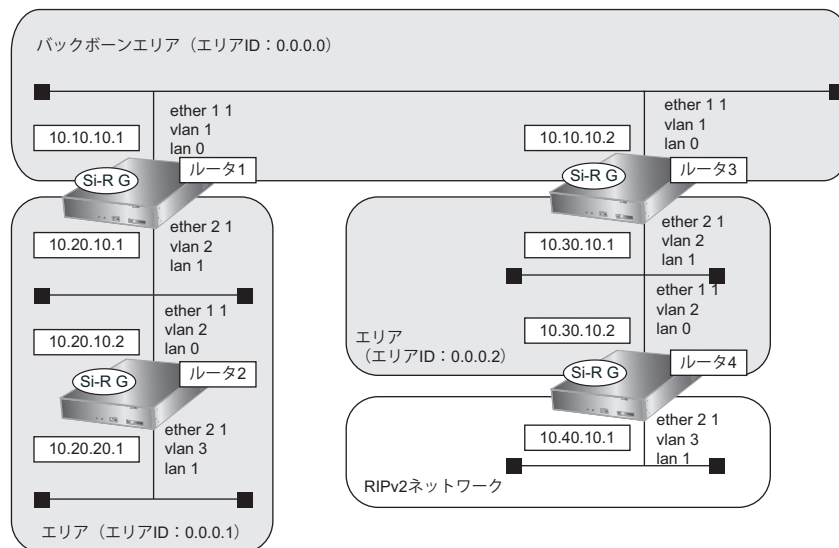 バックボーンエリア（エリアID：0.0.0.0）
ether 1 1
vlan 1
lan 0
10.10.10.1
ルータ1
Si-R G
ether 1 1
vlan 1
lan 0
10.10.10.2
ルータ3
Si-R G
ether 2 1
vlan 2
lan 1
10.20.10.1
ether 1 1
vlan 2
lan 0
10.20.10.2
ルータ2
Si-R G
ether 2 1
vlan 3
lan 1
10.20.20.1
エリア（エリアID：0.0.0.1）
ether 2 1
vlan 2
lan 1
10.30.10.1
ether 1 1
vlan 2
lan 0
10.30.10.2
エリア
（エリアID：0.0.0.2）
ルータ4
Si-R G
ether 2 1
vlan 3
lan 1
10.40.10.1
RIPv2ネットワーク